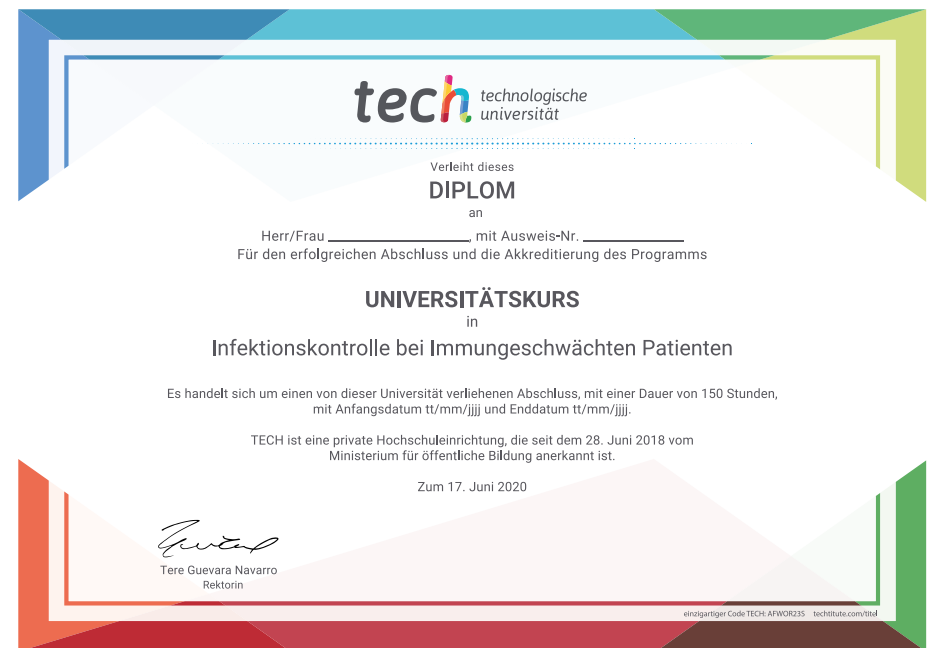 tech technologische
universität
Verleiht dieses
DIPLOM
an
Herr/Frau ____________, mit Ausweis-Nr. ____________
Für den erfolgreichen Abschluss und die Akkreditierung des Programms
UNIVERSITÄTSKURS
in
Infektionskontrolle bei Immungeschwächten Patienten
Es handelt sich um einen von dieser Universität verliehenen Abschluss, mit einer Dauer von 150 Stunden,
mit Anfangsdatum tt/mm/jjjj und Enddatum tt/mm/jjjj.
TECH ist eine private Hochschuleinrichtung, die seit dem 28. Juni 2018 vom
Ministerium für öffentliche Bildung anerkannt ist.
Zum 17. Juni 2020
Tere Guevara Navarro
Rektorin
einzigartiger Code TECH: AFWOR23S techtitute.com/titel